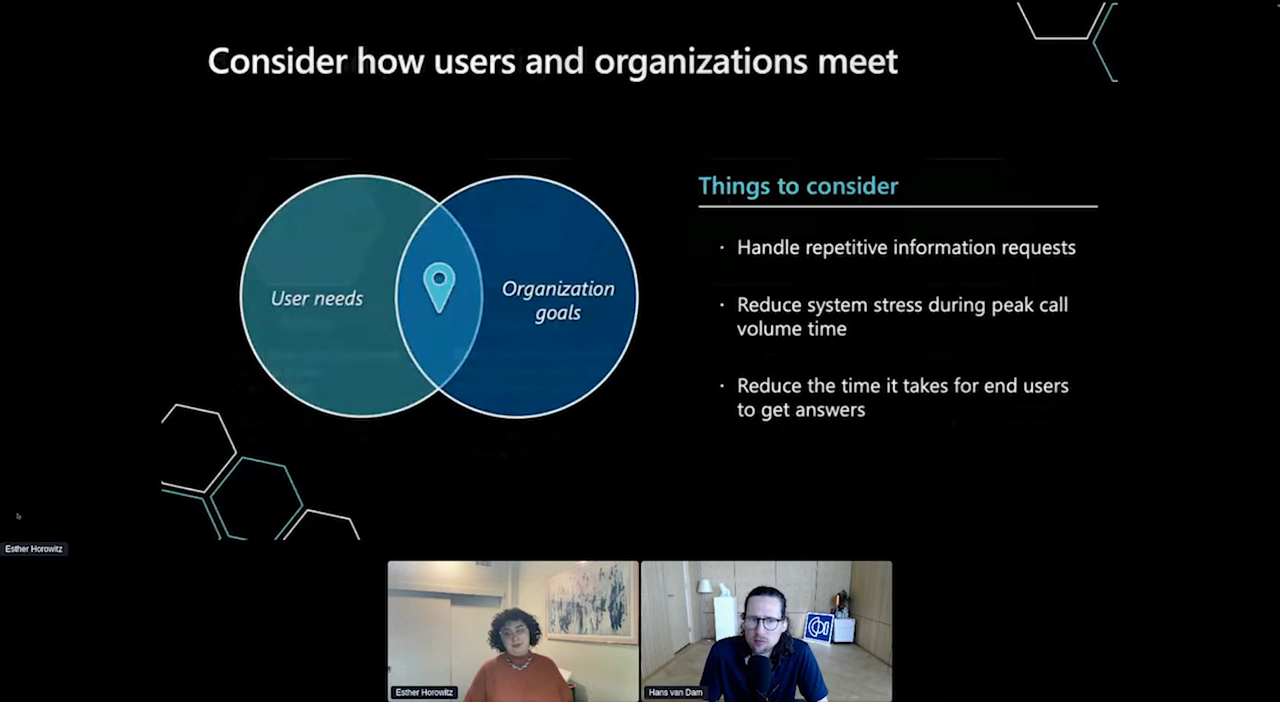 Consider how users and organizations meet
User needs
Organization
goals
Things to consider
· Handle repetitive information requests
· Reduce system stress during peak call
volume time
· Reduce the time it takes for end users
to get answers
Esther Horowitz
Esther Horowitz
Hans van Dam